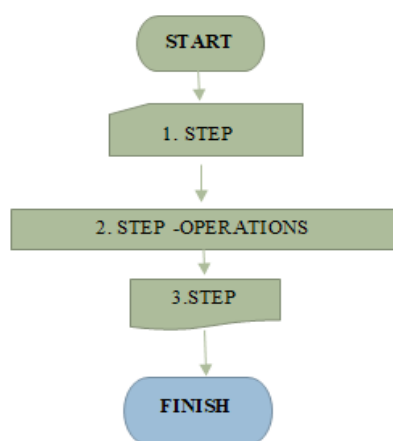 START
1. STEP
2. STEP -OPERATIONS
3.STEP
FINISH